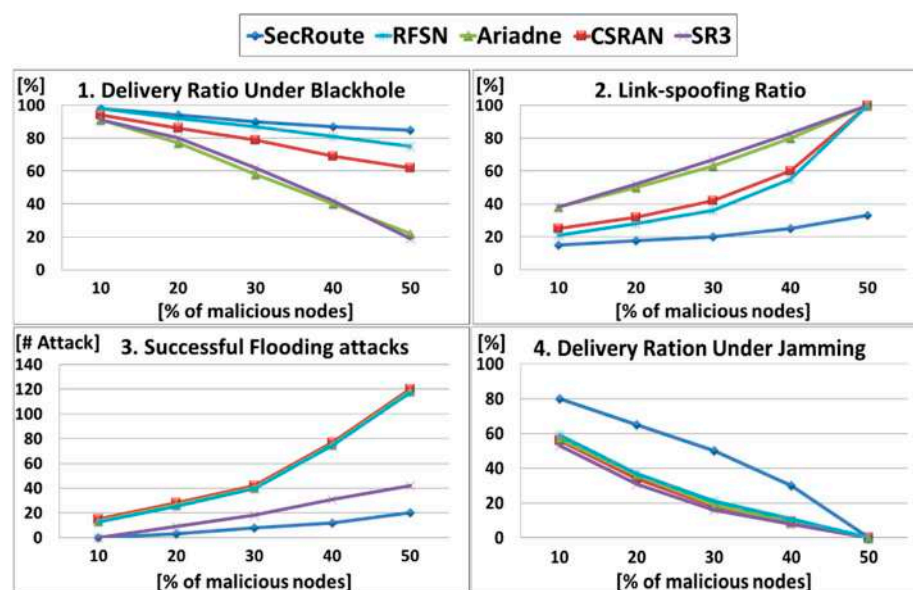 SecRoute RFSN Ariadne CSRAN SR3
[%]
1. Delivery Ratio Under Blackhole
100
80
60
40
20
0
10 20 30 40 50
[% of malicious nodes]
[%]
2. Link-spoofing Ratio
100
80
60
40
20
0
10 20 30 40 50
[% of malicious nodes]
[# Attack]
3. Successful Flooding attacks
140
120
100
80
60
40
20
0
10 20 30 40 50
[% of malicious nodes]
[%]
4. Delivery Ration Under Jamming
80
60
40
20
0
10 20 30 40 50
[% of malicious nodes]